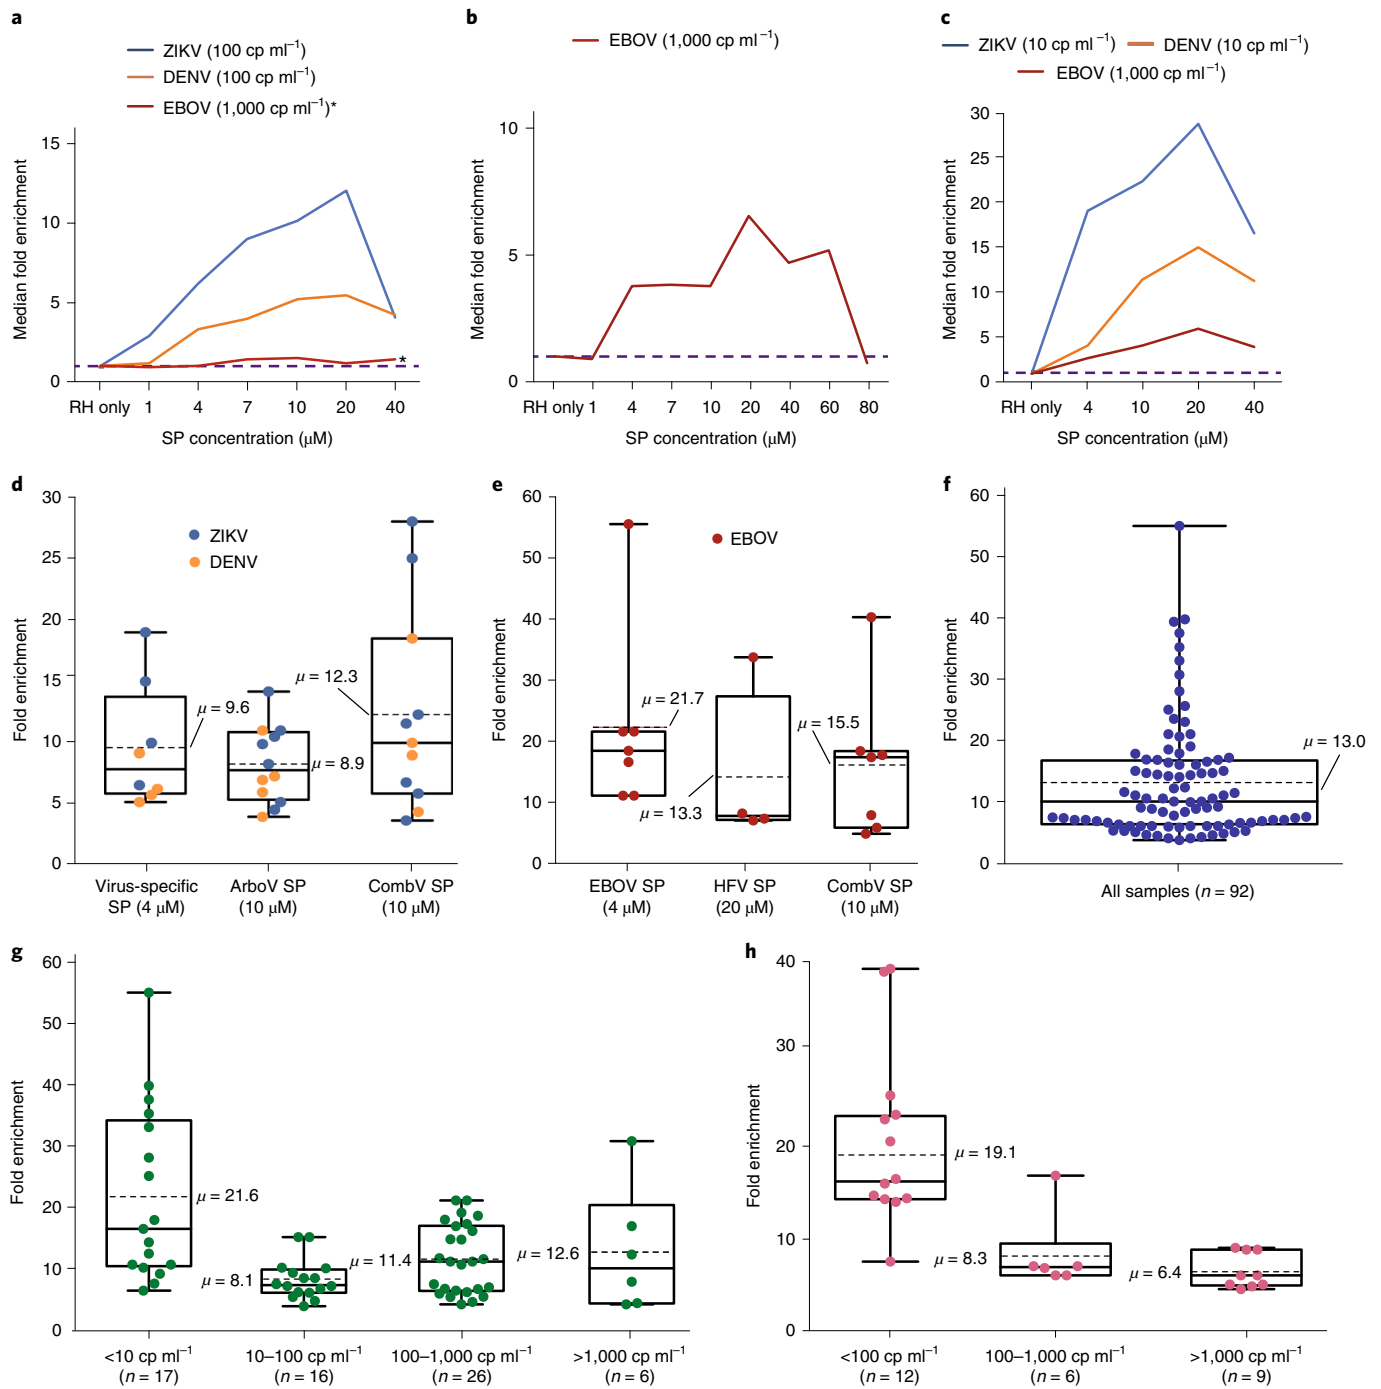 a
ZIKV (100 cp ml⁻¹)
DENV (100 cp ml⁻¹)
EBOV (1,000 cp ml⁻¹)*
Median fold enrichment
15
10
5
0
*
RH only 1 4 7 10 20 40
SP concentration (μM)
b
EBOV (1,000 cp ml⁻¹)
Median fold enrichment
10
5
0
RH only 1 4 7 10 20 40 60 80
SP concentration (μM)
c
ZIKV (10 cp ml⁻¹) DENV (10 cp ml⁻¹)
EBOV (1,000 cp ml⁻¹)
Median fold enrichment
30
25
20
15
10
5
0
RH only 4 10 20 40
SP concentration (μM)
d
Fold enrichment
30
25
20
15
10
5
0
ZIKV
DENV
μ = 9.6
μ = 8.9
μ = 12.3
Virus-specific SP (4 μM)
ArboV SP (10 μM)
CombV SP (10 μM)
e
Fold enrichment
60
50
40
30
20
10
0
EBOV
μ = 21.7
μ = 13.3
μ = 15.5
EBOV SP (4 μM)
HFV SP (20 μM)
CombV SP (10 μM)
f
Fold enrichment
60
50
40
30
20
10
0
μ = 13.0
All samples (n = 92)
g
Fold enrichment
60
50
40
30
20
10
0
μ = 21.6
μ = 8.1
μ = 11.4
μ = 12.6
<10 cp ml⁻¹ (n = 17)
10–100 cp ml⁻¹ (n = 16)
100–1,000 cp ml⁻¹ (n = 26)
>1,000 cp ml⁻¹ (n = 6)
h
Fold enrichment
40
30
20
10
0
μ = 19.1
μ = 8.3
μ = 6.4
<100 cp ml⁻¹ (n = 12)
100–1,000 cp ml⁻¹ (n = 6)
>1,000 cp ml⁻¹ (n = 9)